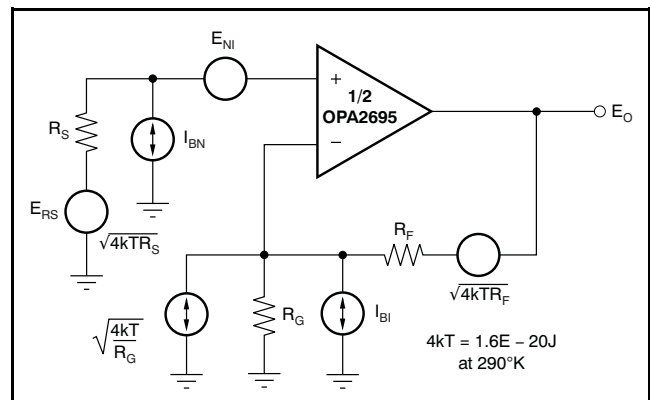 E_NI
+
1/2
OPA2695
−
E_O
R_S
I_BN
E_RS
√4kTR_S
R_F
√4kTR_F
√4kT/R_G
R_G
I_BI
4kT = 1.6E − 20J
at 290°K